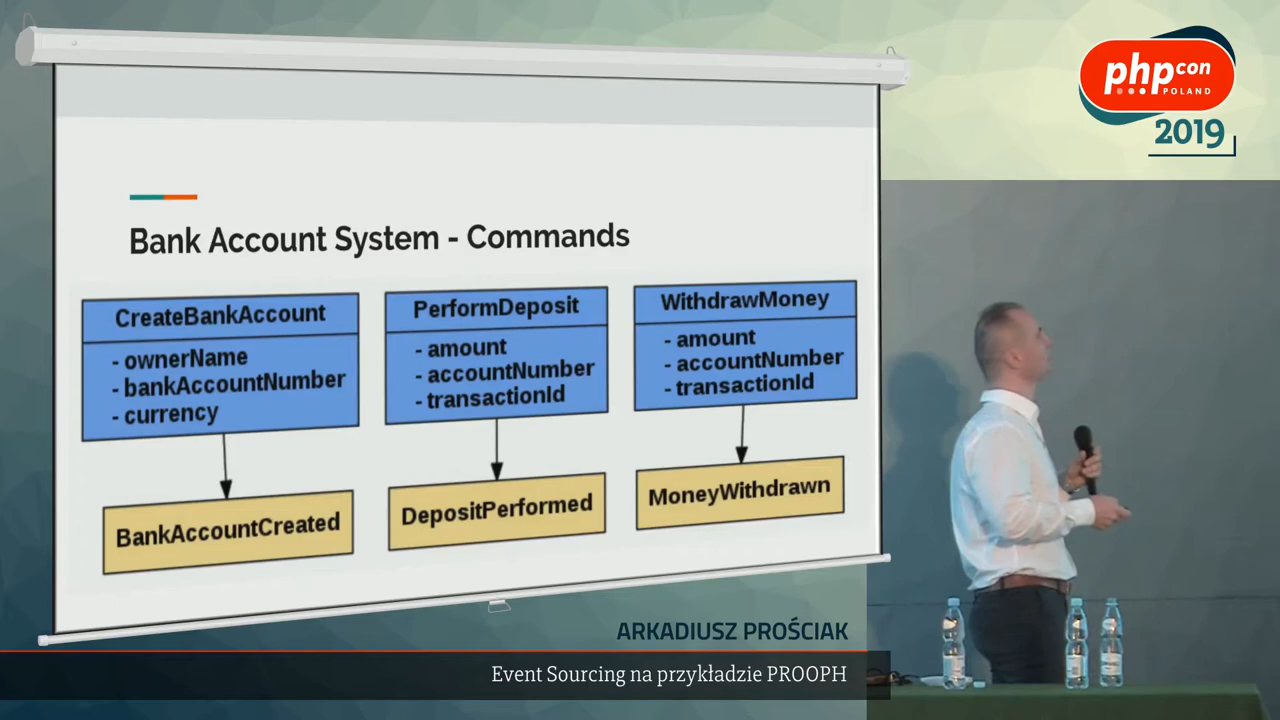 phpcon
POLAND
2019
Bank Account System - Commands
CreateBankAccount
- ownerName
- bankAccountNumber
- currency
PerformDeposit
- amount
- accountNumber
- transactionId
WithdrawMoney
- amount
- accountNumber
- transactionId
BankAccountCreated
DepositPerformed
MoneyWithdrawn
ARKADIUSZ PROŚCIAK
Event Sourcing na przykładzie PROOPH